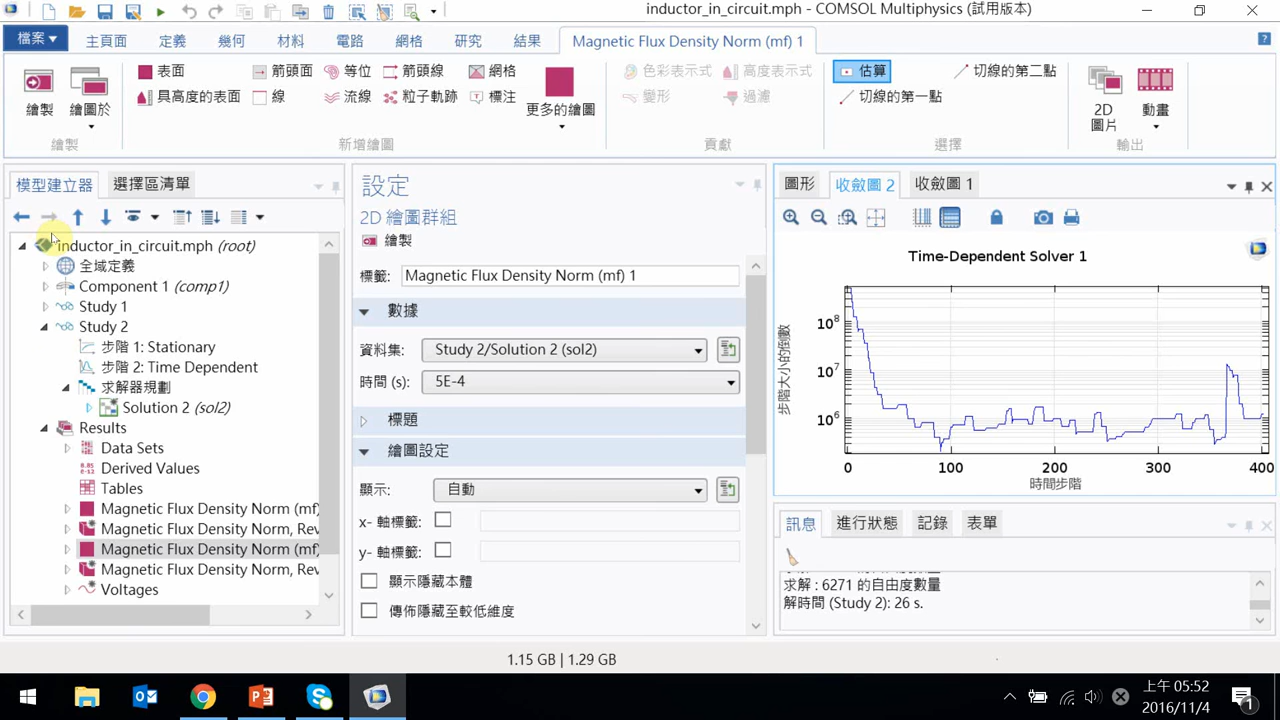 inductor_in_circuit.mph - COMSOL Multiphysics (試用版本)
檔案 主頁面 定義 幾何 材料 電路 網格 研究 結果 Magnetic Flux Density Norm (mf) 1
表面 箭頭面 等位 箭頭線 網格 色彩表示式 高度表示式 估算 切線的第二點
具高度的表面 線 流線 粒子軌跡 標注 變形 過濾 切線的第一點
繪製 繪圖於 更多的繪圖 2D 圖片 動畫
繪製 新增繪圖 貢獻 選擇 輸出
模型建立器 選擇區清單
inductor_in_circuit.mph (root)
全域定義
Component 1 (comp1)
Study 1
Study 2
步階 1: Stationary
步階 2: Time Dependent
求解器規劃
Solution 2 (sol2)
Results
Data Sets
8.85
e-12
Derived Values
Tables
Magnetic Flux Density Norm (mf)
Magnetic Flux Density Norm, Rev
Magnetic Flux Density Norm (mf)
Magnetic Flux Density Norm, Rev
Voltages
設定
2D 繪圖群組
繪製
標籤: Magnetic Flux Density Norm (mf) 1
數據
資料集: Study 2/Solution 2 (sol2)
時間 (s): 5E-4
標題
繪圖設定
顯示: 自動
x- 軸標籤:
y- 軸標籤:
顯示隱藏本體
傳佈隱藏至較低維度
圖形 收斂圖 2 收斂圖 1
Time-Dependent Solver 1
步階大小的倒數
10⁸
10⁷
10⁶
0 100 200 300 400
時間步階
訊息 進行狀態 記錄 表單
求解 : 6271 的自由度數量
解時間 (Study 2): 26 s.
1.15 GB | 1.29 GB
上午 05:52
2016/11/4
1